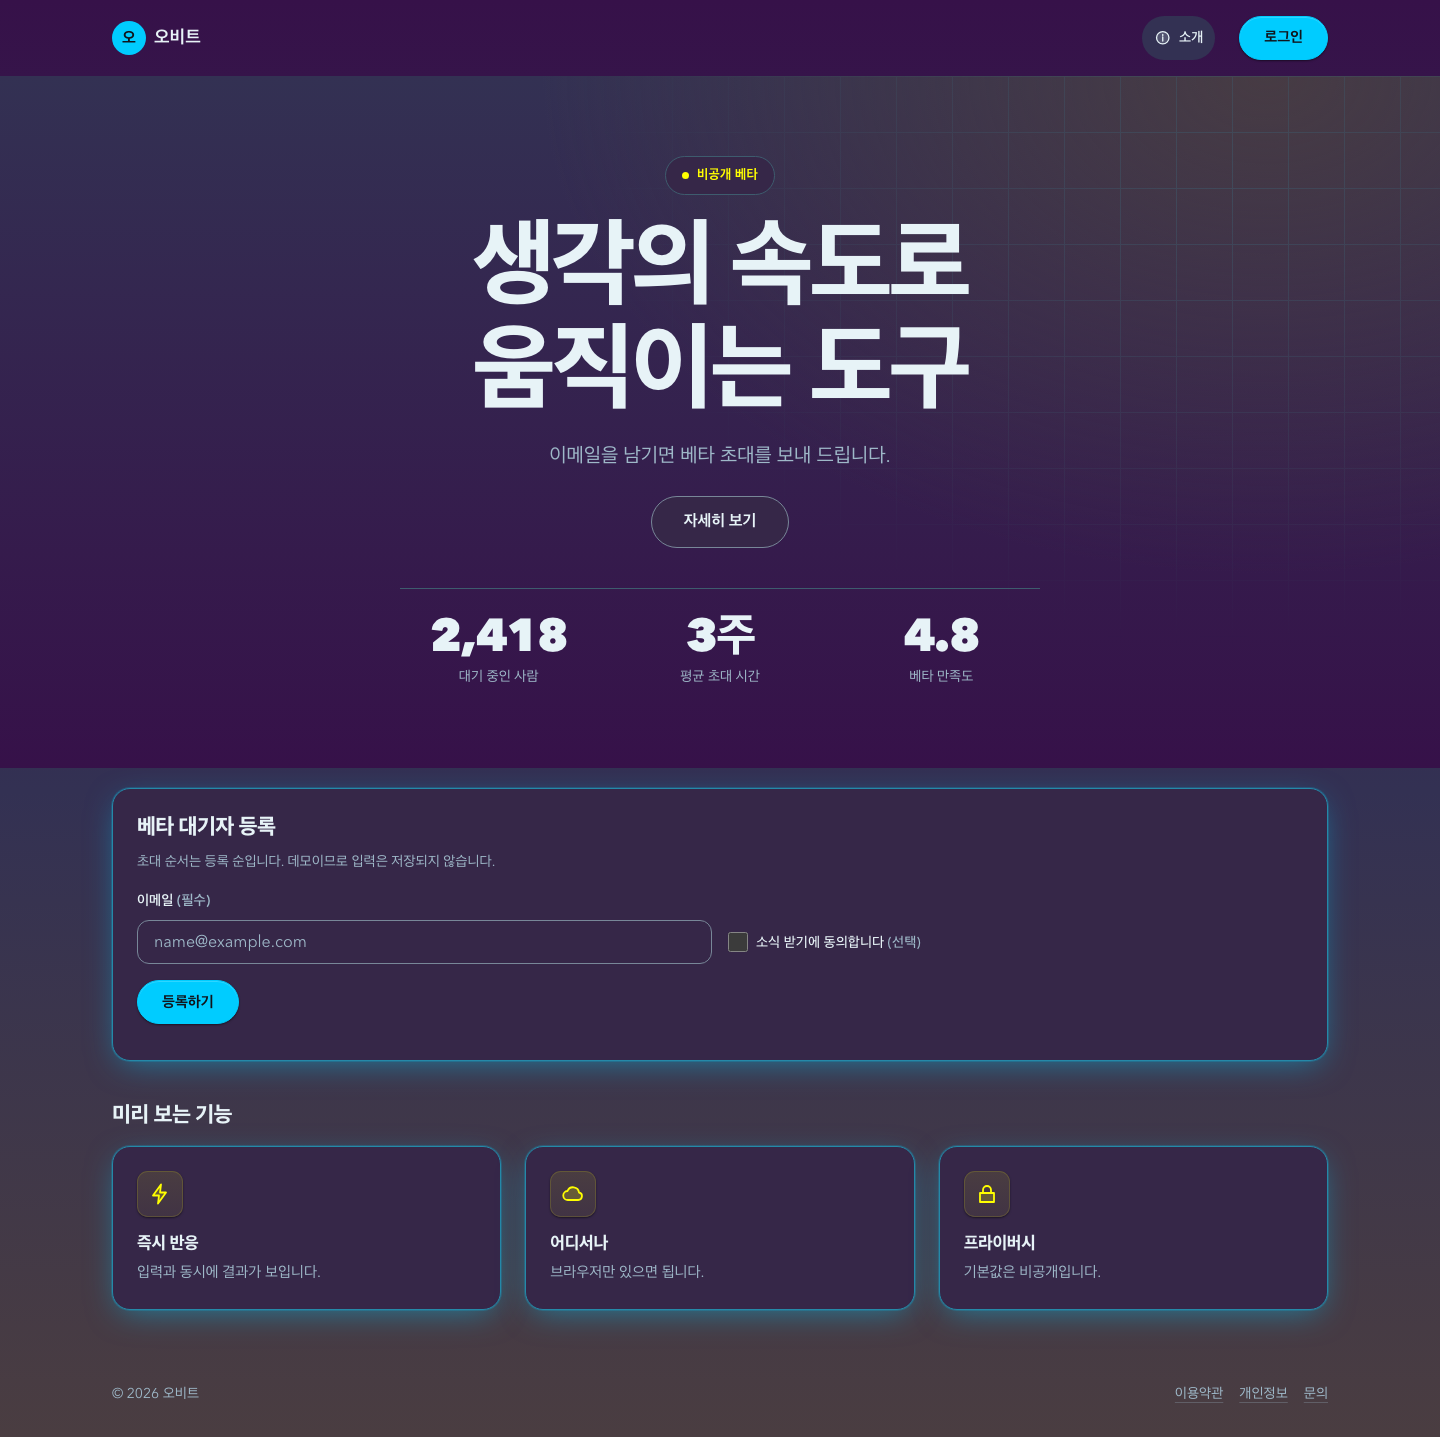 오 오비트
소개
로그인
비공개 베타
생각의 속도로
움직이는 도구
이메일을 남기면 베타 초대를 보내 드립니다.
자세히 보기
2,418
대기 중인 사람
3주
평균 초대 시간
4.8
베타 만족도
베타 대기자 등록
초대 순서는 등록 순입니다. 데모이므로 입력은 저장되지 않습니다.
이메일 (필수)
name@example.com
소식 받기에 동의합니다 (선택)
등록하기
미리 보는 기능
즉시 반응
입력과 동시에 결과가 보입니다.
어디서나
브라우저만 있으면 됩니다.
프라이버시
기본값은 비공개입니다.
© 2026 오비트
이용약관
개인정보
문의